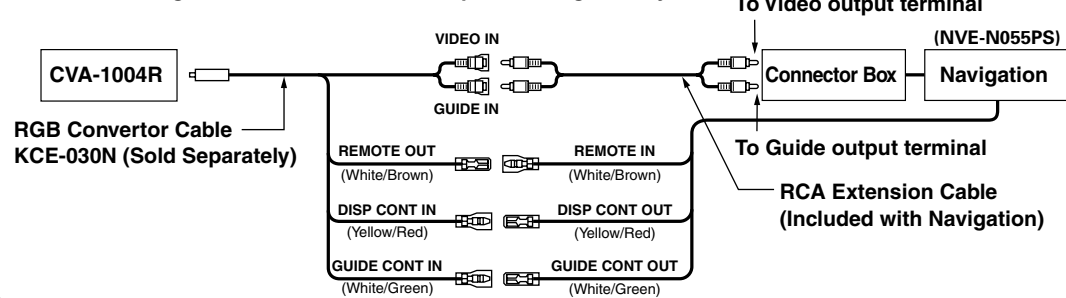 To Video output terminal
VIDEO IN
(NVE-N055PS)
CVA-1004R
Connector Box
Navigation
GUIDE IN
RGB Convertor Cable
KCE-030N (Sold Separately)
To Guide output terminal
REMOTE OUT
(White/Brown)
REMOTE IN
(White/Brown)
RCA Extension Cable
(Included with Navigation)
DISP CONT IN
(Yellow/Red)
DISP CONT OUT
(Yellow/Red)
GUIDE CONT IN
(White/Green)
GUIDE CONT OUT
(White/Green)